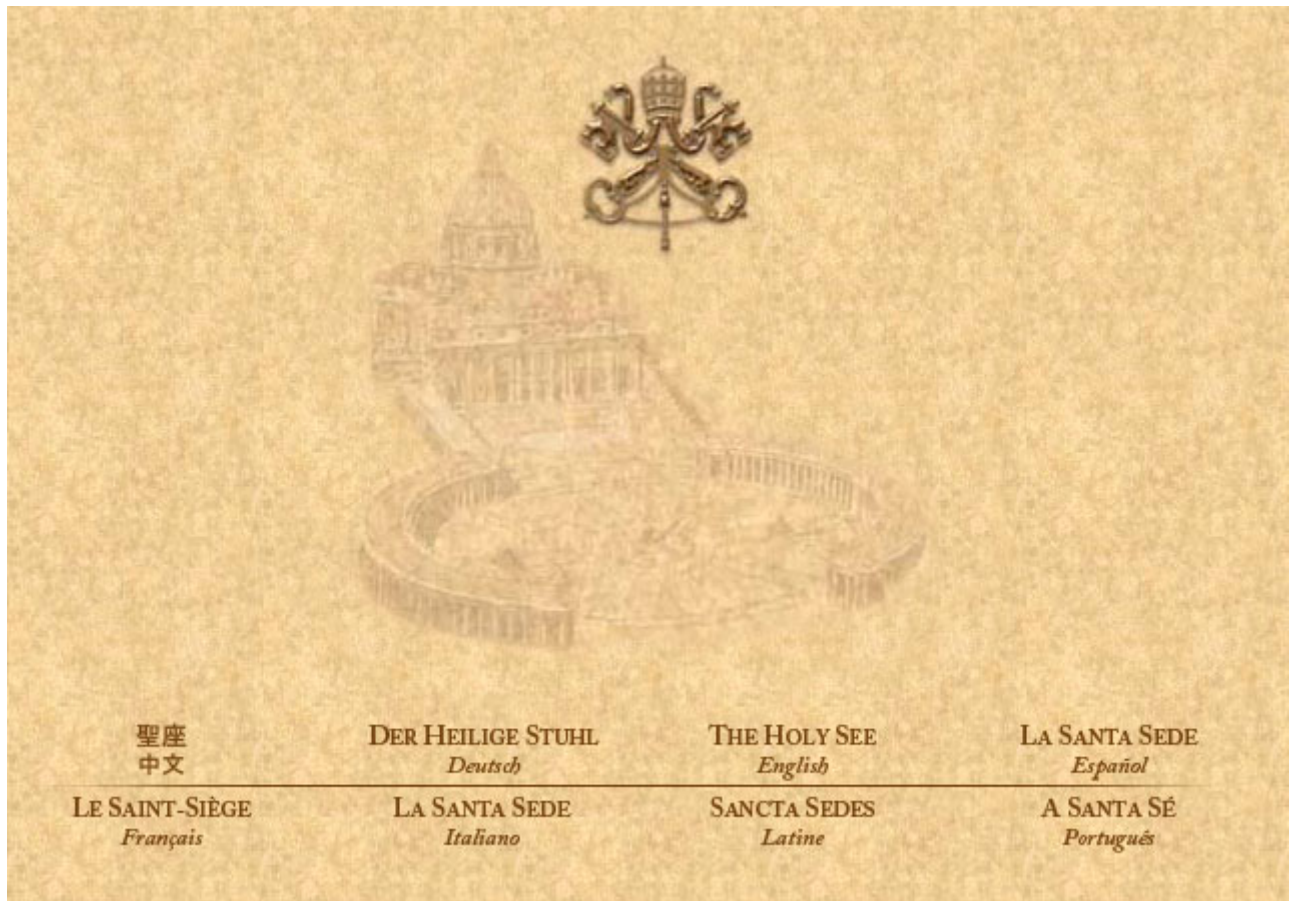 聖座
中文
DER HEILIGE STUHL
Deutsch
THE HOLY SEE
English
LA SANTA SEDE
Español
LE SAINT-SIÈGE
Français
LA SANTA SEDE
Italiano
SANCTA SEDES
Latine
A SANTA SÉ
Português